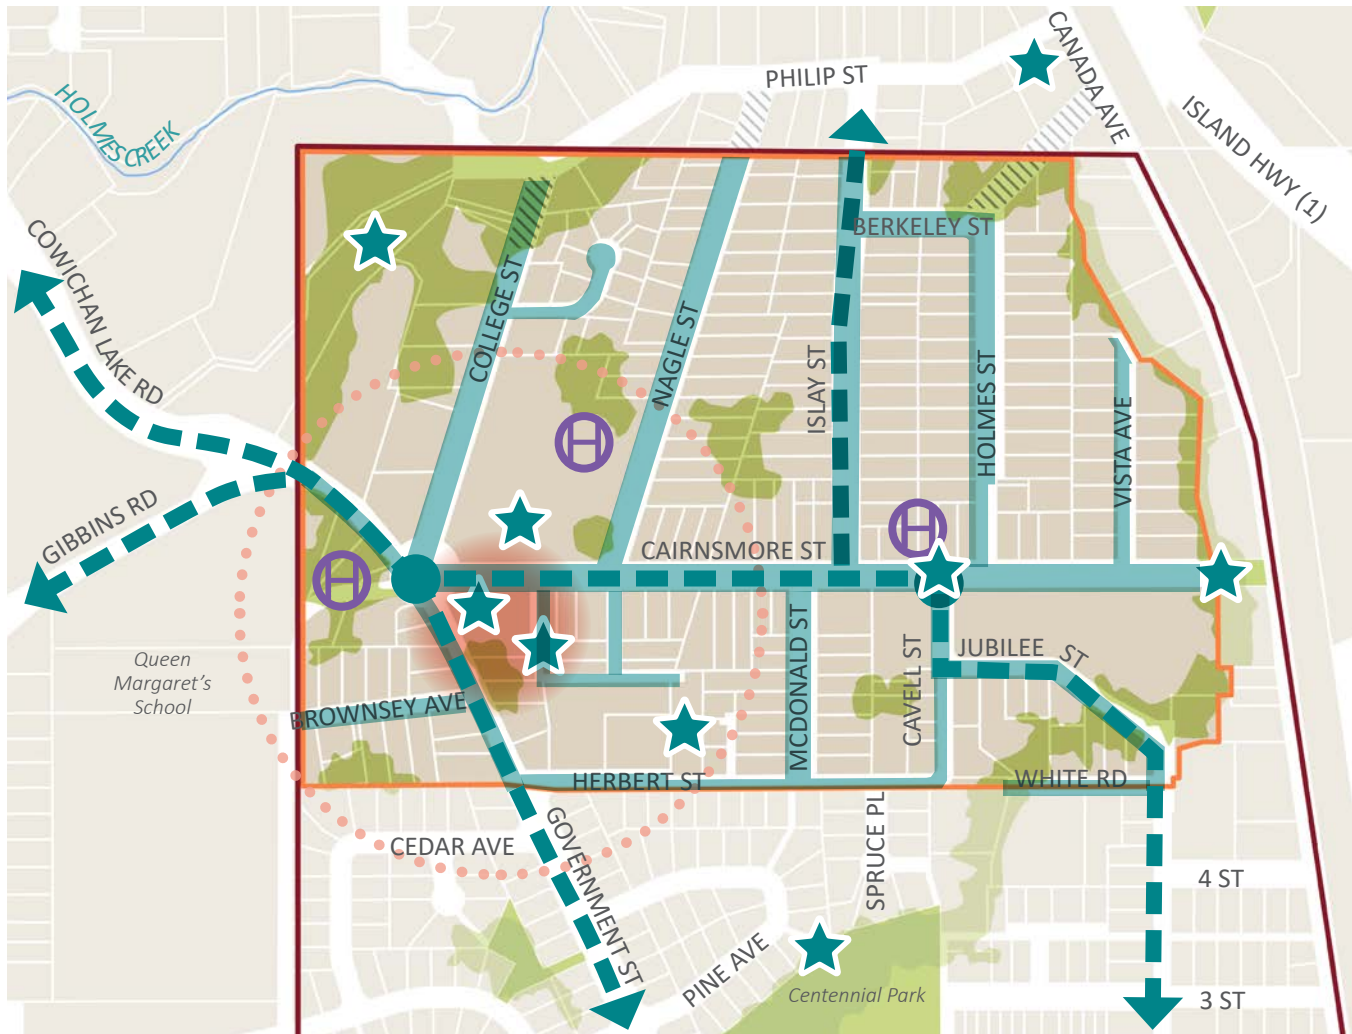 PHILIP ST
CANADA AVE
ISLAND HWY (1)
HOLMES CREEK
COWICHAN LAKE RD
BERKELEY ST
COLLEGE ST
NAGLE ST
ISLAY ST
HOLMES ST
VISTA AVE
GIBBINS RD
H
H
H
CAIRNSMORE ST
Queen
Margaret's
School
BROWNSEY AVE
MCDONALD ST
CAVELL ST
JUBILEE ST
HERBERT ST
WHITE RD
CEDAR AVE
GOVERNMENT ST
SPRUCE PL
4 ST
PINE AVE
Centennial Park
3 ST